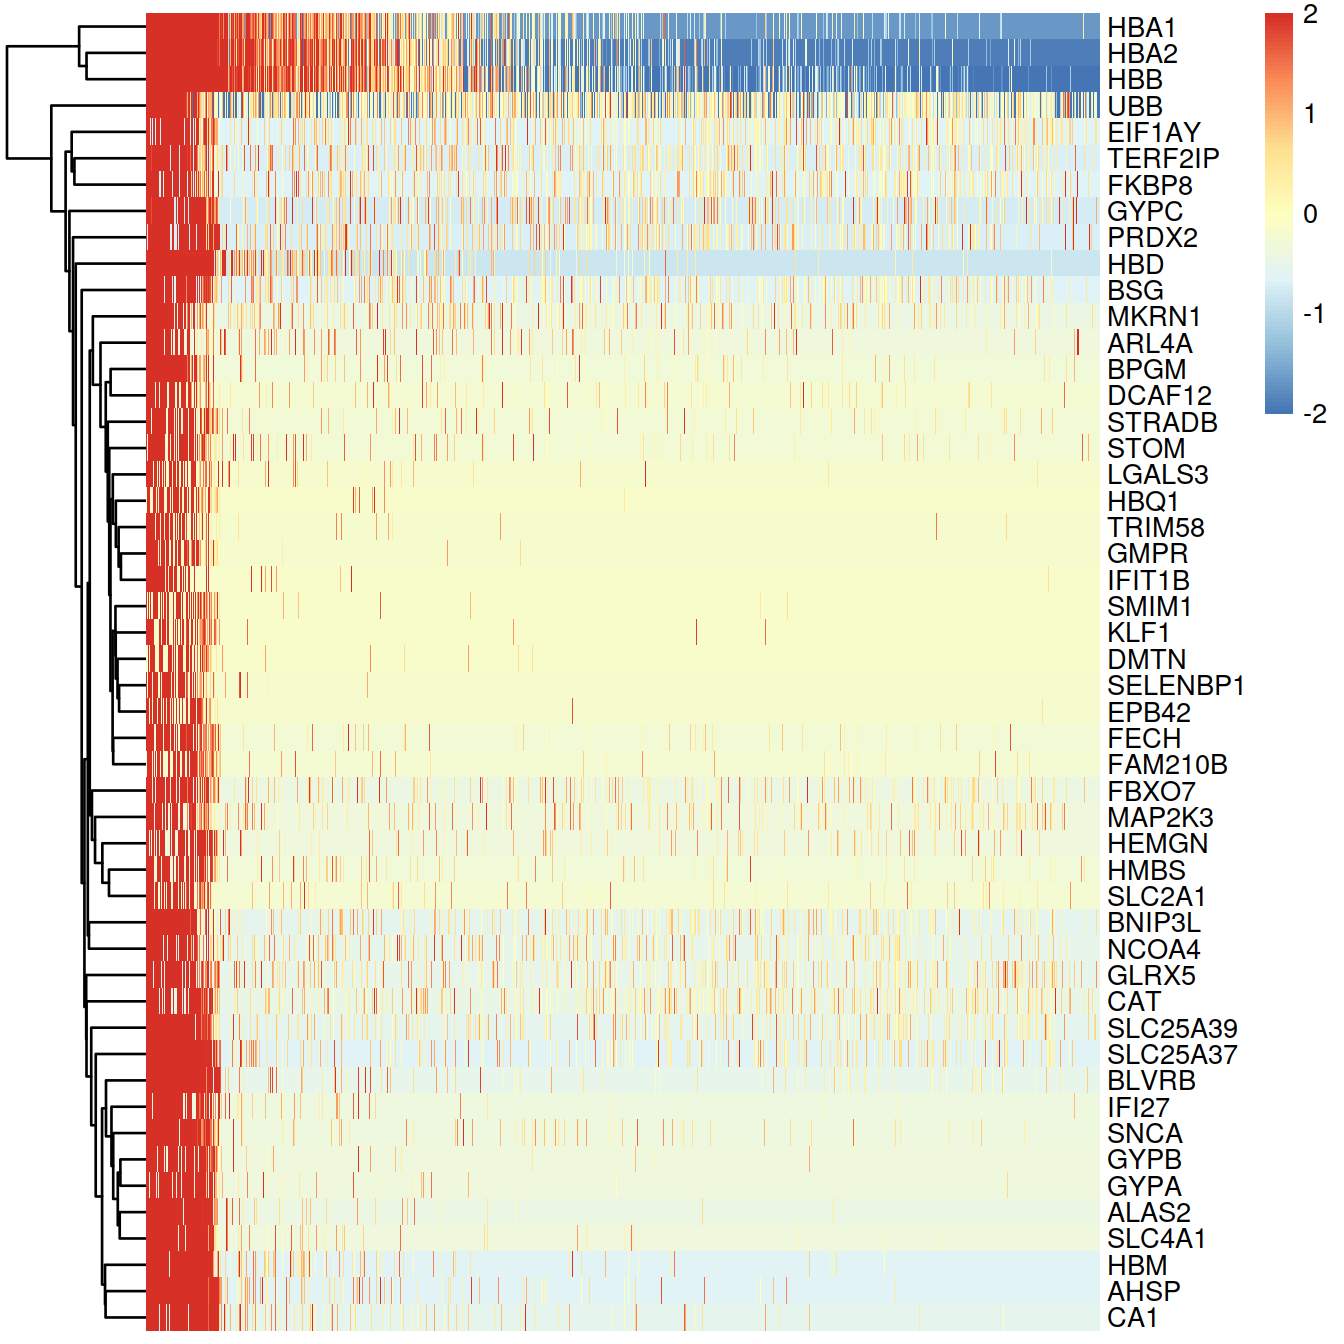 HBA1
HBA2
HBB
UBB
EIF1AY
TERF2IP
FKBP8
GYPC
PRDX2
HBD
BSG
MKRN1
ARL4A
BPGM
DCAF12
STRADB
STOM
LGALS3
HBQ1
TRIM58
GMPR
IFIT1B
SMIM1
KLF1
DMTN
SELENBP1
EPB42
FECH
FAM210B
FBXO7
MAP2K3
HEMGN
HMBS
SLC2A1
BNIP3L
NCOA4
GLRX5
CAT
SLC25A39
SLC25A37
BLVRB
IFI27
SNCA
GYPB
GYPA
ALAS2
SLC4A1
HBM
AHSP
CA1
2
1
0
-1
-2